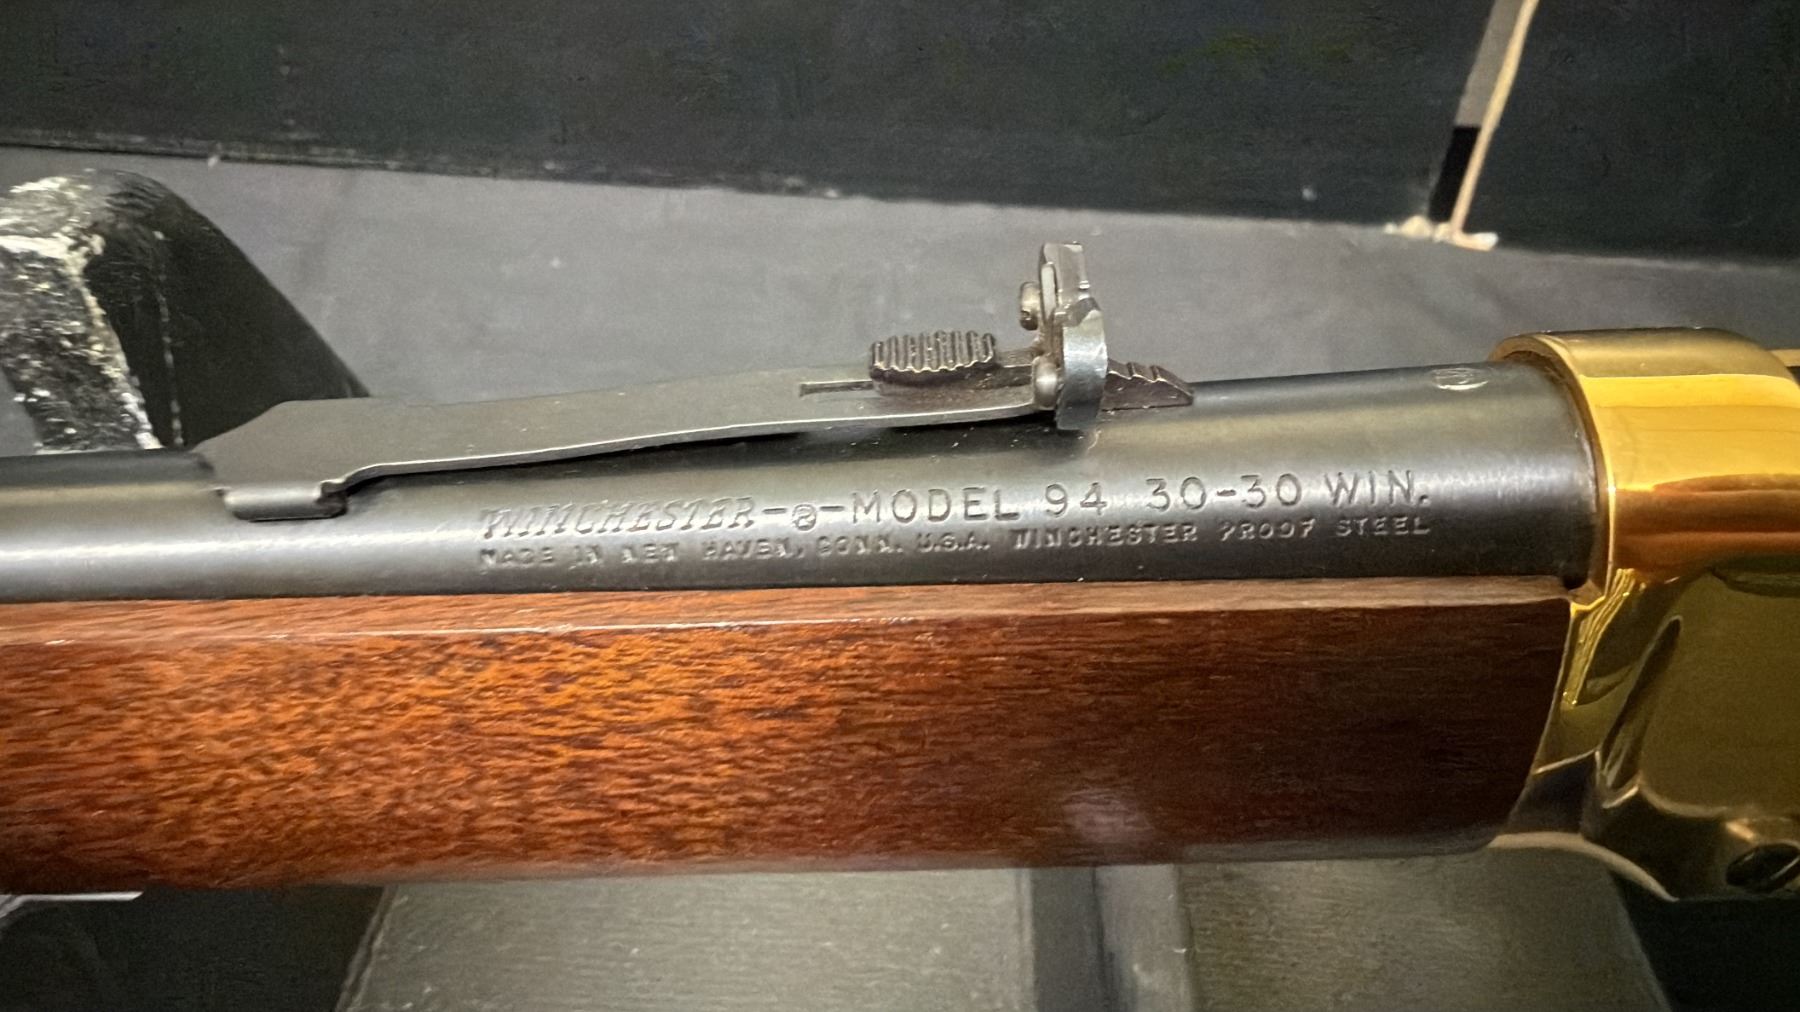 WINCHESTER-®-MODEL 94 30-30 WIN.
MADE IN NEW HAVEN, CONN. U.S.A. WINCHESTER PROOF STEEL